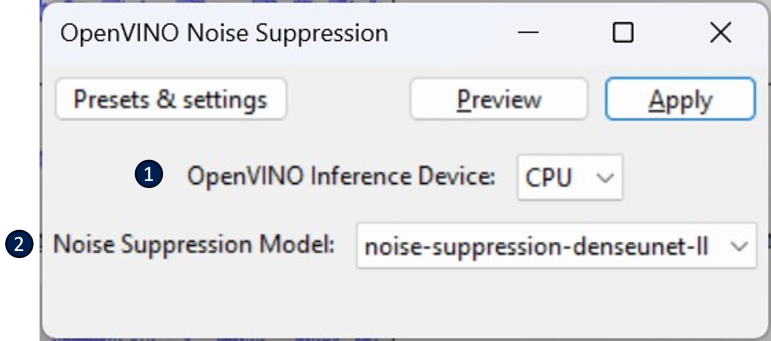 OpenVINO Noise Suppression
Presets & settings Preview Apply
1 OpenVINO Inference Device: CPU
2 Noise Suppression Model: noise-suppression-denseunet-ll